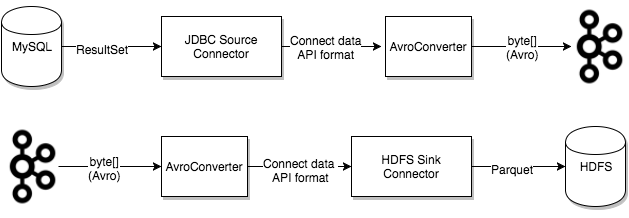 MySQL
ResultSet
JDBC Source
Connector
Connect data
API format
AvroConverter
byte[]
(Avro)
byte[]
(Avro)
AvroConverter
Connect data
API format
HDFS Sink
Connector
Parquet
HDFS